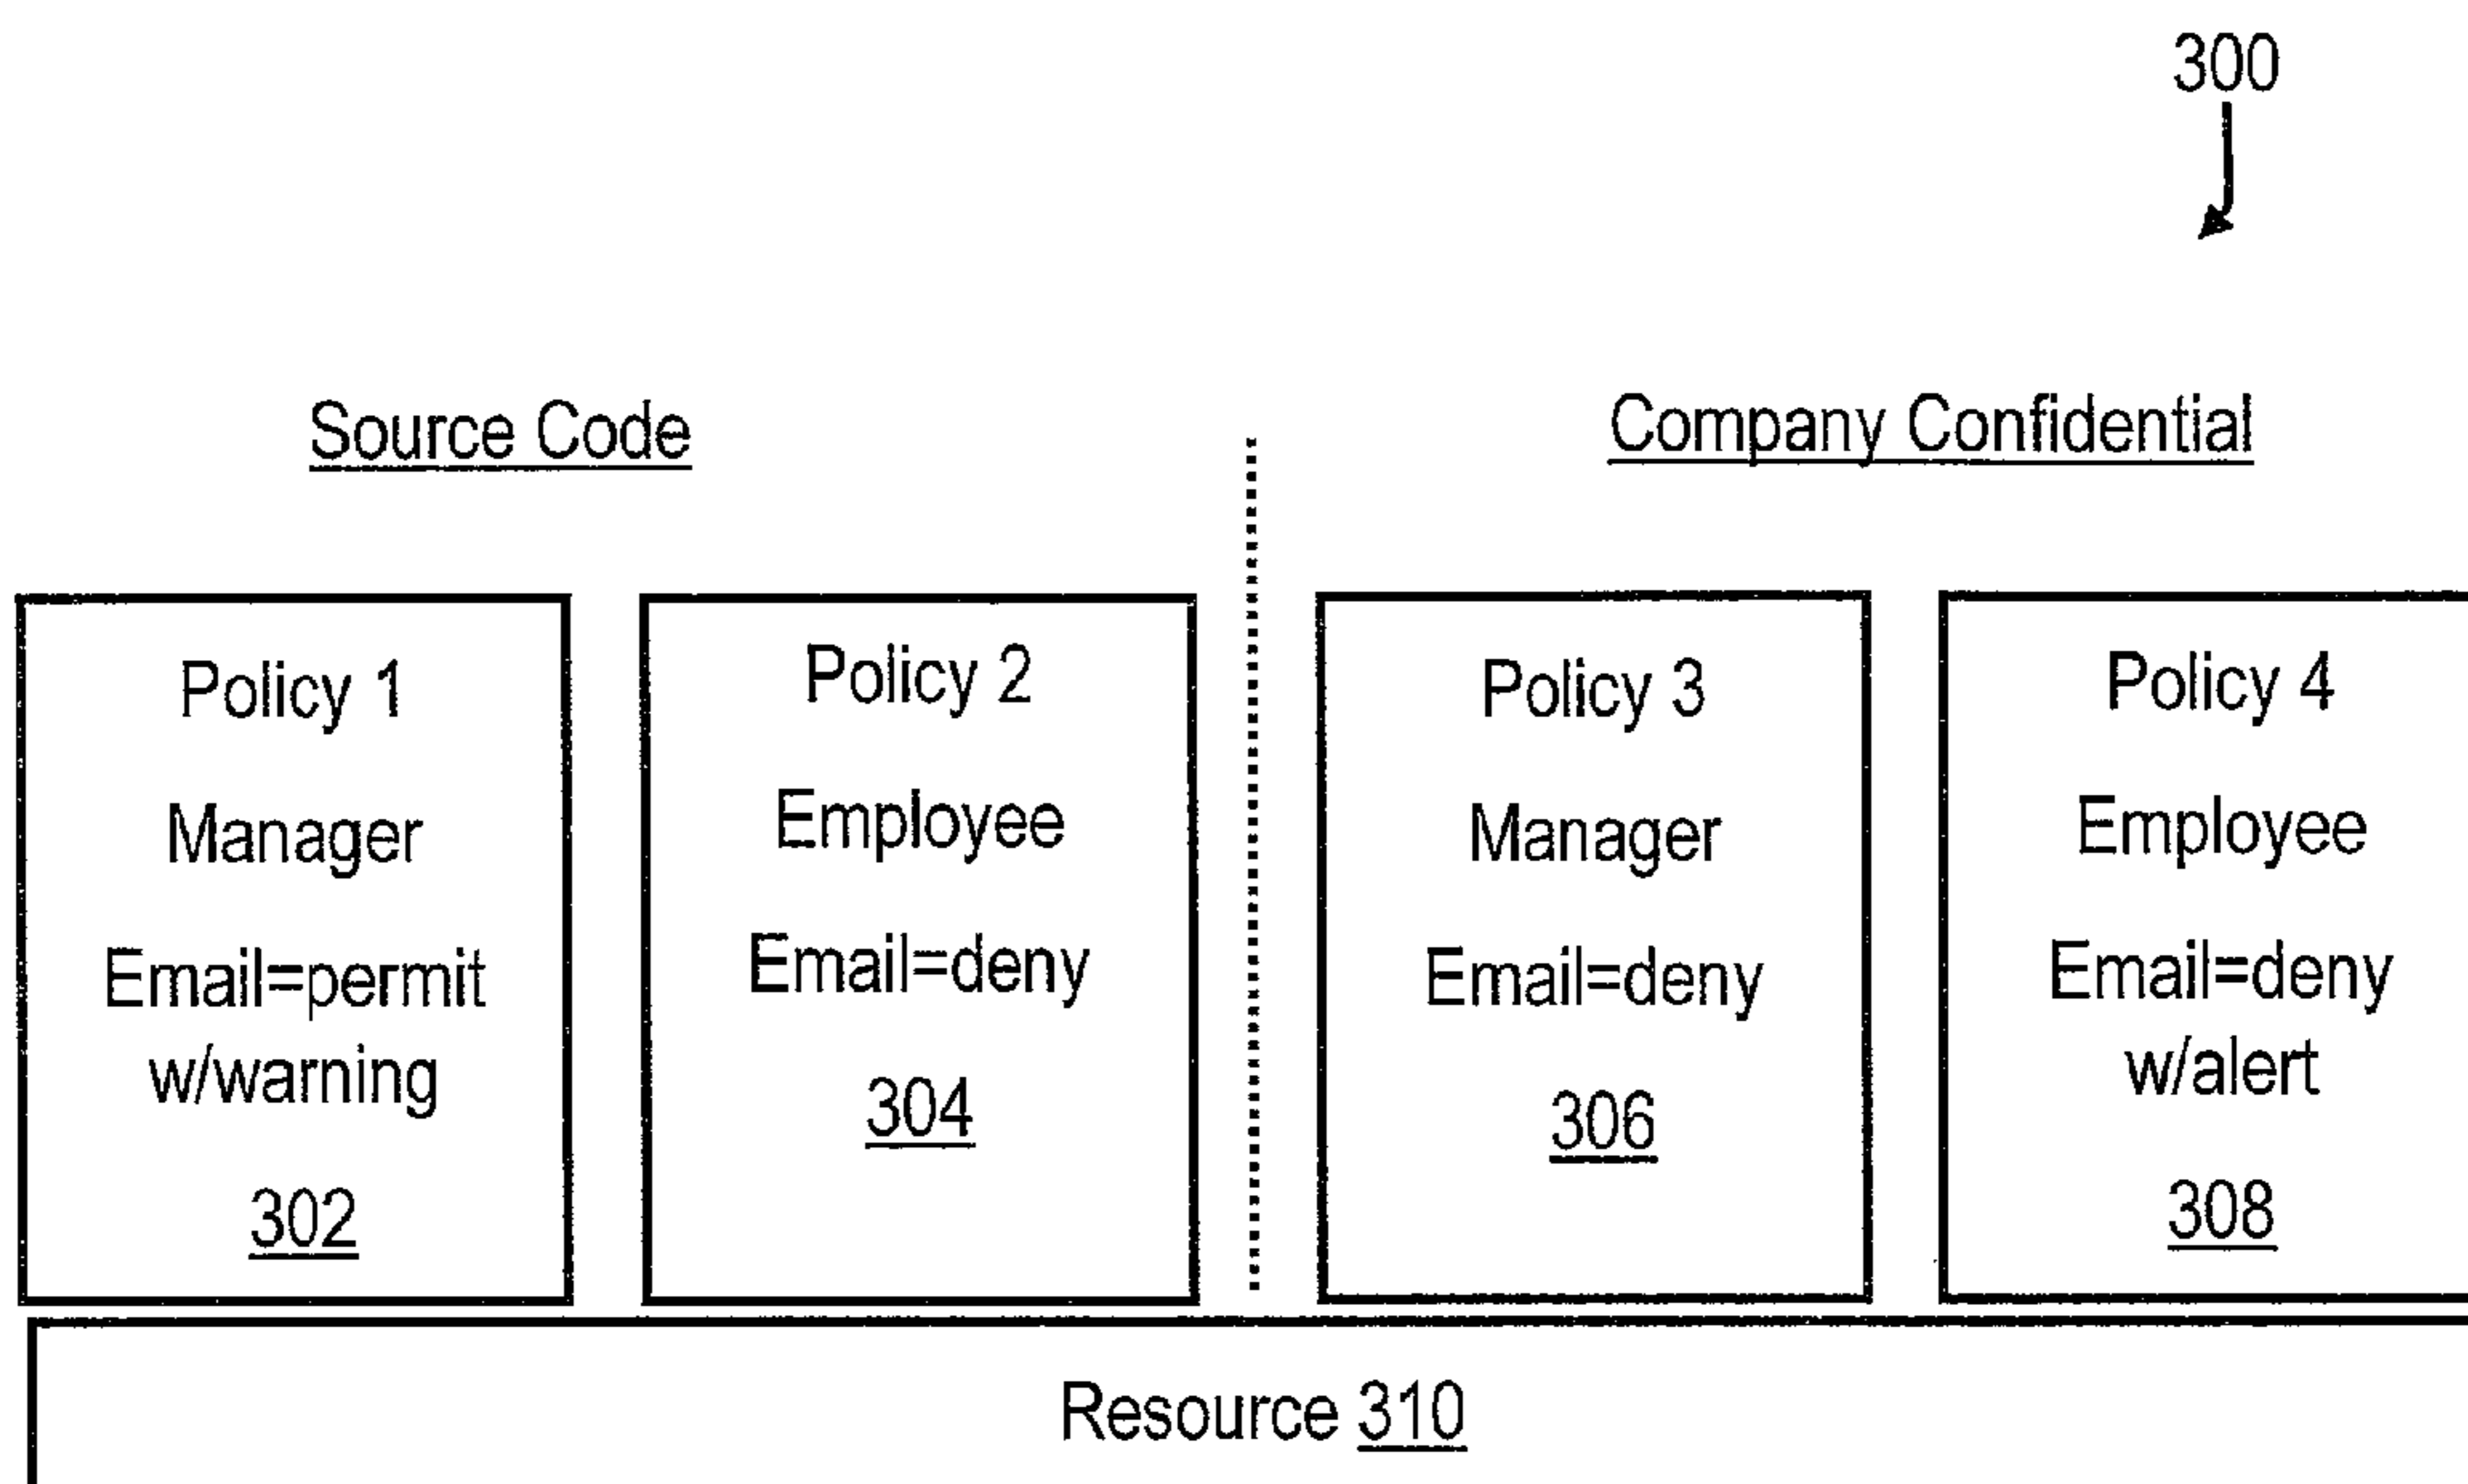 300
Source Code
Company Confidential
Policy 1
Manager
Email=permit
w/warning
302
Policy 2
Employee
Email=deny
304
Policy 3
Manager
Email=deny
306
Policy 4
Employee
Email=deny
w/alert
308
Resource 310